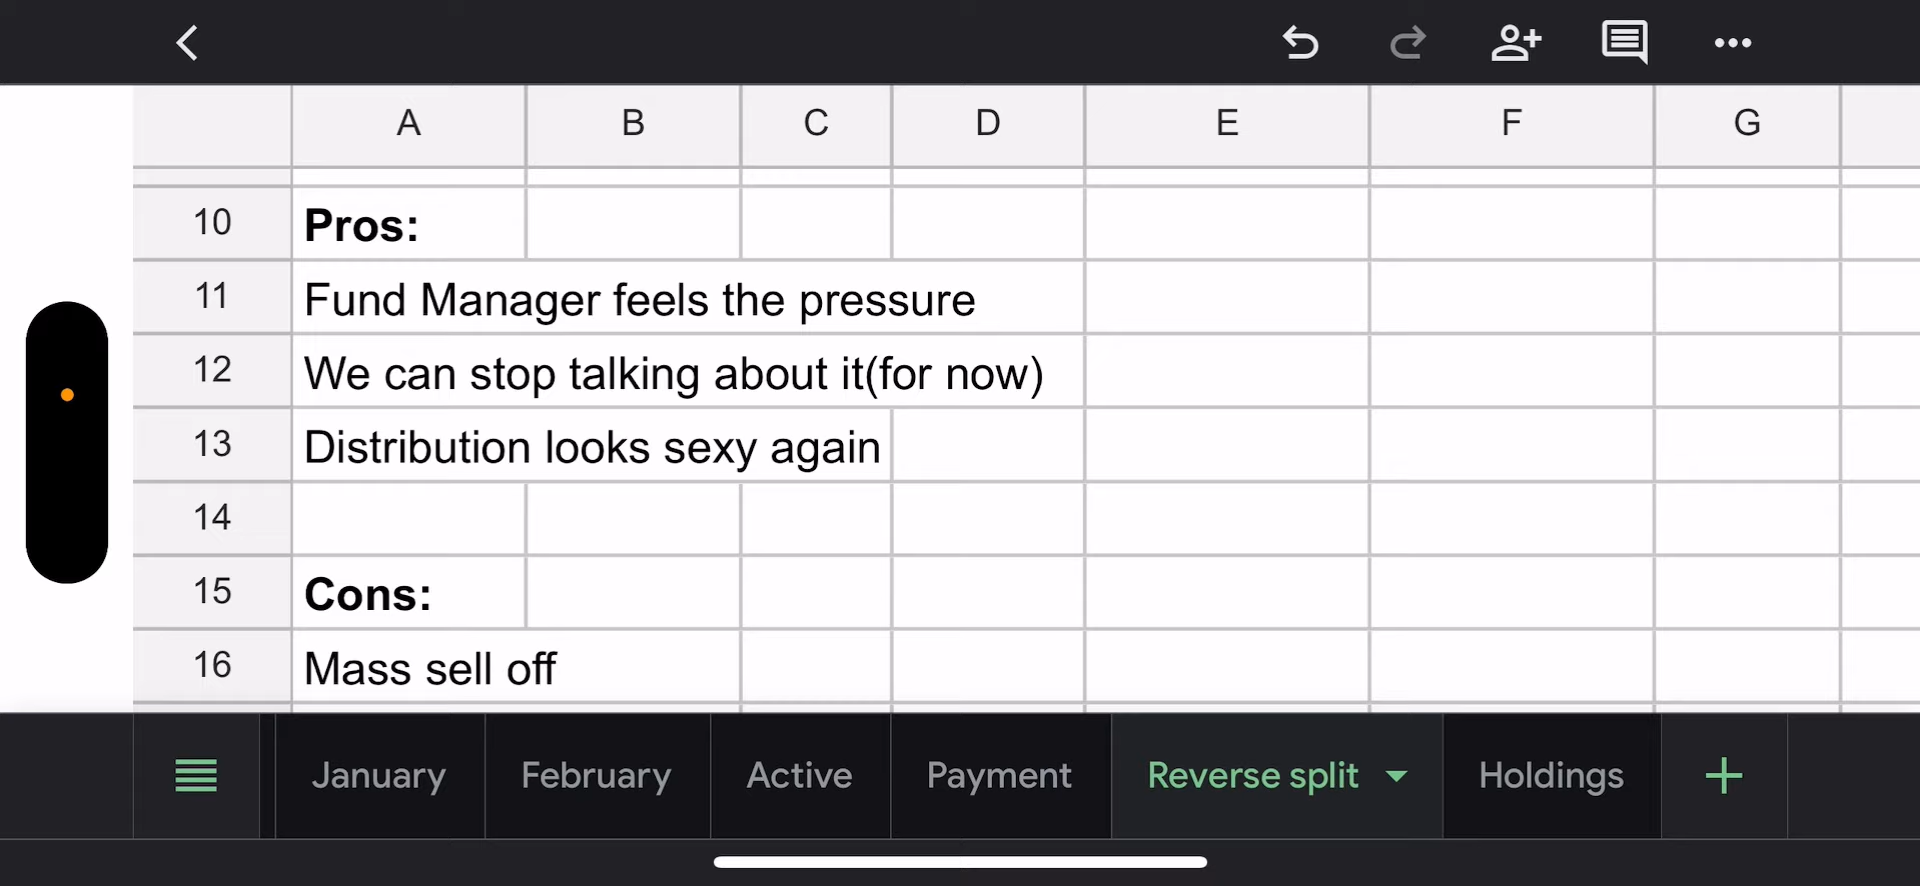 A B C D E F G
10 Pros:
11 Fund Manager feels the pressure
12 We can stop talking about it(for now)
13 Distribution looks sexy again
14
15 Cons:
16 Mass sell off
January February Active Payment Reverse split Holdings